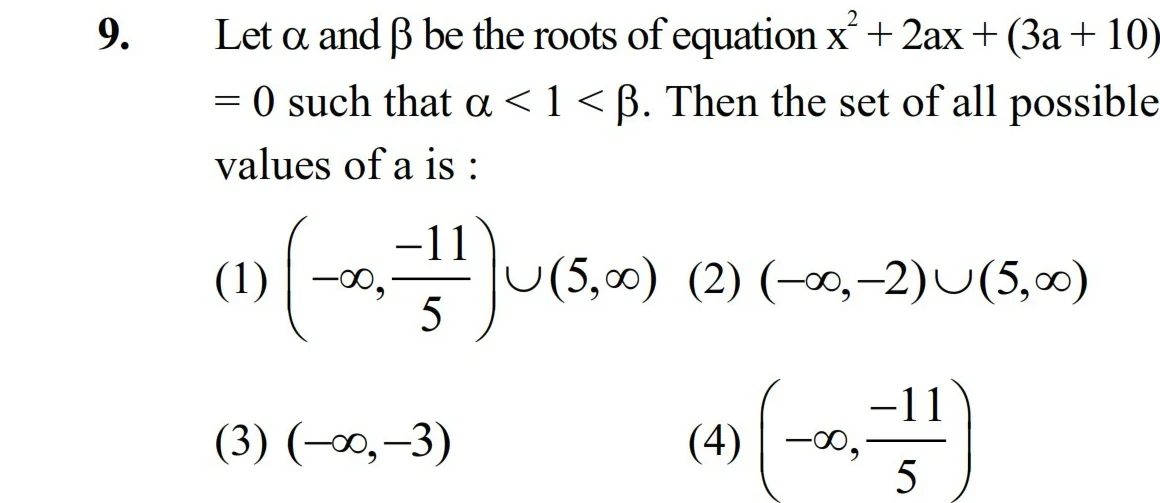 9. Let α and β be the roots of equation x² + 2ax + (3a + 10)
= 0 such that α < 1 < β. Then the set of all possible
values of a is :
(1) (−∞, −11/5) ∪ (5, ∞) (2) (−∞, −2) ∪ (5, ∞)
(3) (−∞, −3) (4) (−∞, −11/5)